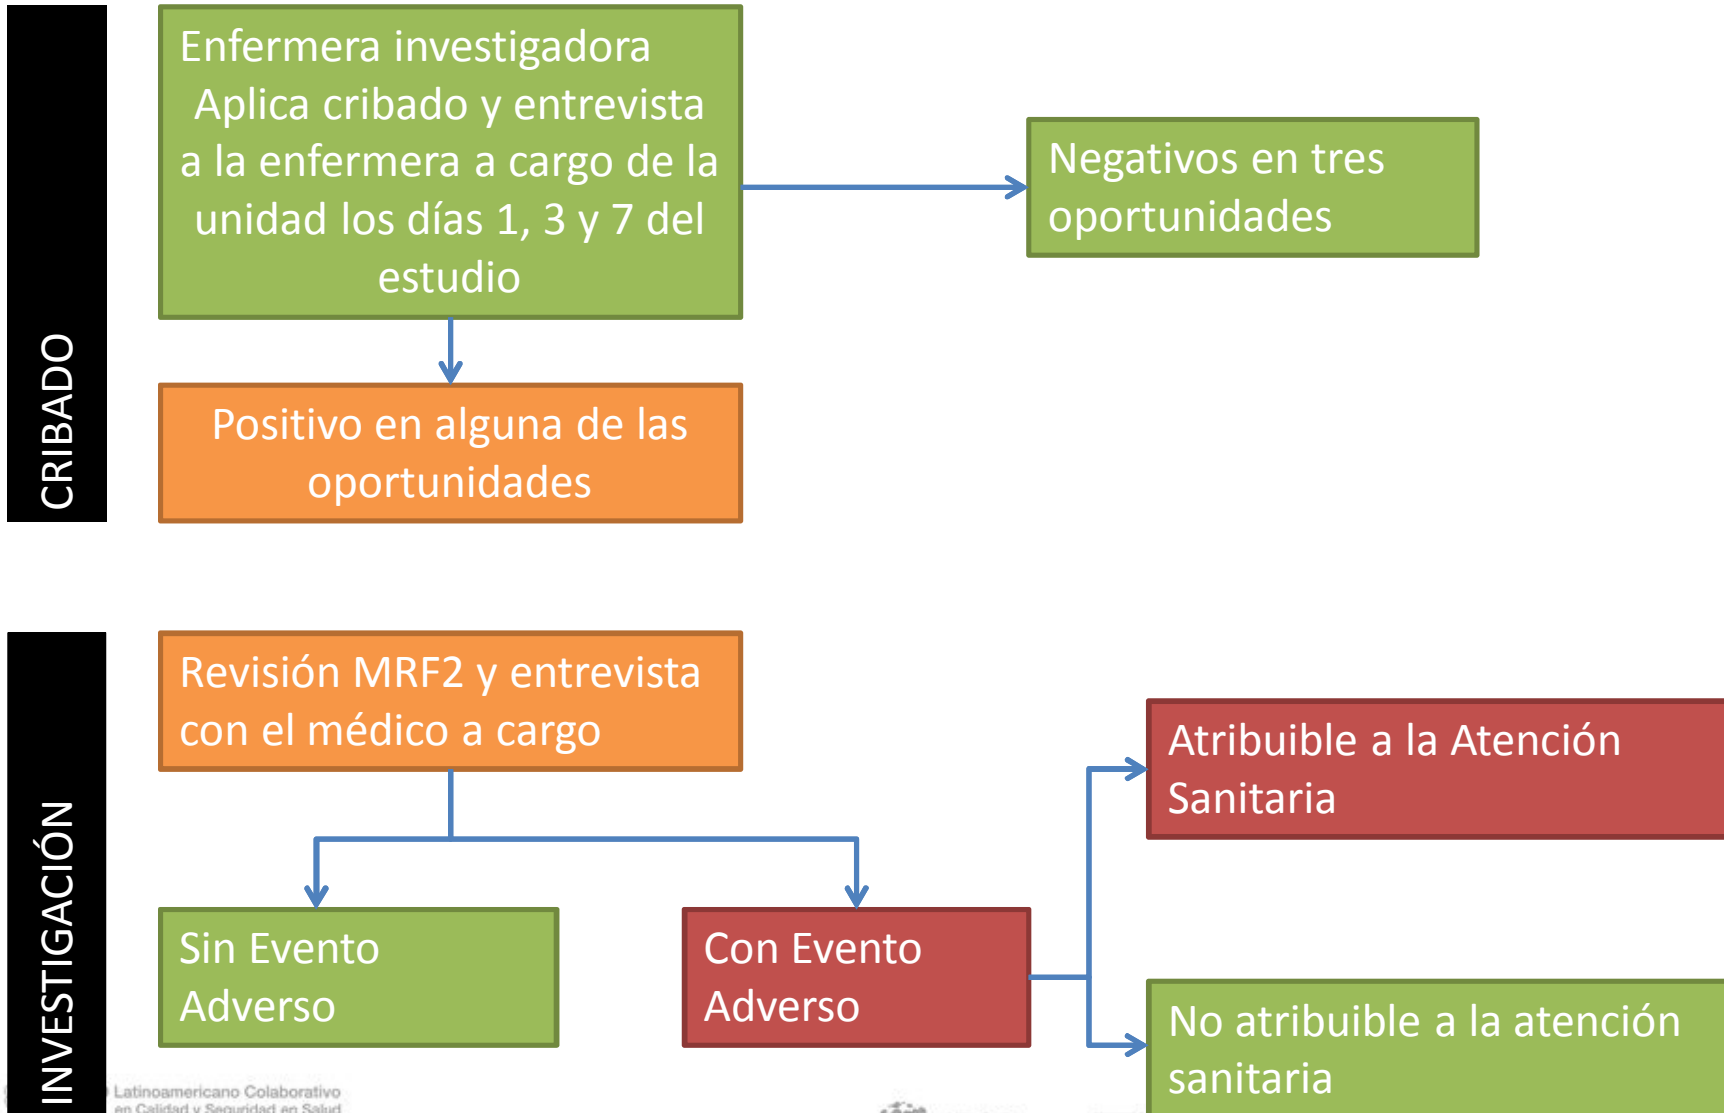 CRIBADO
Enfermera investigadora
Aplica cribado y entrevista
a la enfermera a cargo de la
unidad los días 1, 3 y 7 del
estudio
Negativos en tres
oportunidades
Positivo en alguna de las
oportunidades
INVESTIGACIÓN
Revisión MRF2 y entrevista
con el médico a cargo
Atribuible a la Atención
Sanitaria
Sin Evento
Adverso
Con Evento
Adverso
No atribuible a la atención
sanitaria
Latinoamericano Colaborativo
en Calidad y Seguridad en Salud